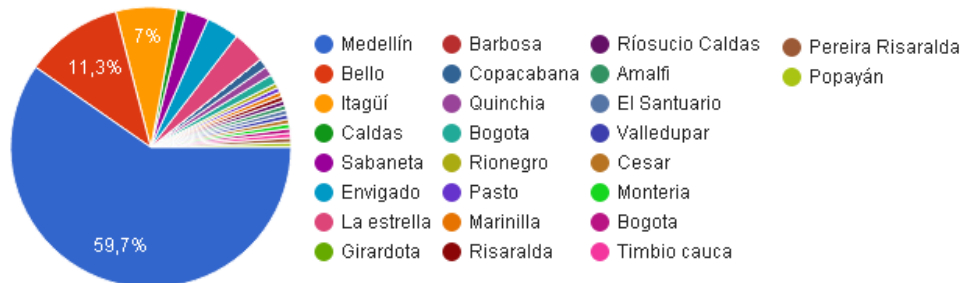 7%
11,3%
59,7%
Medellín
Bello
Itagüí
Caldas
Sabaneta
Envigado
La estrella
Girardota
Barbosa
Copacabana
Quinchia
Bogota
Rionegro
Pasto
Marinilla
Risaralda
Ríosucio Caldas
Amalfi
El Santuario
Valledupar
Cesar
Monteria
Bogota
Timbio cauca
Pereira Risaralda
Popayán